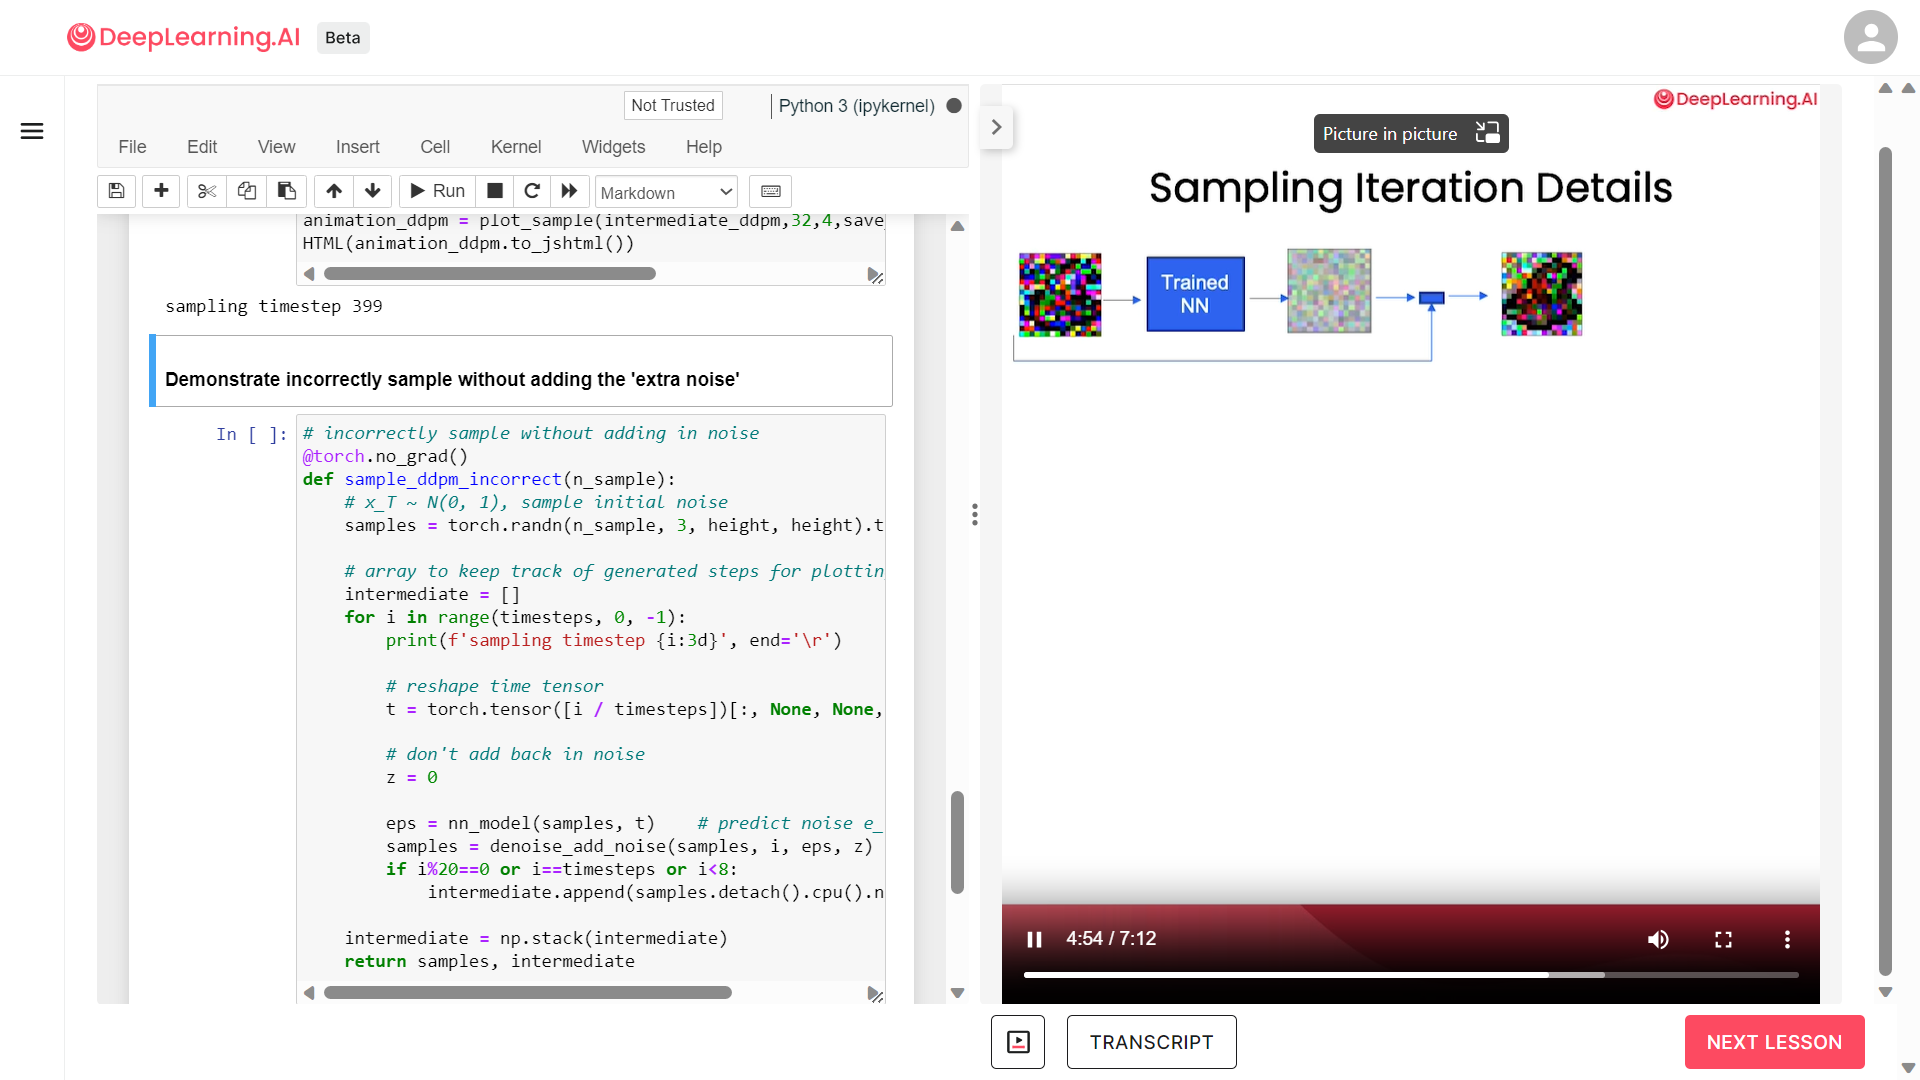 DeepLearning.AI Beta
Not Trusted Python 3 (ipykernel)
File Edit View Insert Cell Kernel Widgets Help
Run Markdown
animation_ddpm = plot_sample(intermediate_ddpm,32,4,save_
HTML(animation_ddpm.to_jshtml())
sampling timestep 399
Demonstrate incorrectly sample without adding the 'extra noise'
In [ ]:
# incorrectly sample without adding in noise
@torch.no_grad()
def sample_ddpm_incorrect(n_sample):
    # x_T ~ N(0, 1), sample initial noise
    samples = torch.randn(n_sample, 3, height, height).t
    # array to keep track of generated steps for plottin
    intermediate = []
    for i in range(timesteps, 0, -1):
        print(f'sampling timestep {i:3d}', end='\r')
        # reshape time tensor
        t = torch.tensor([i / timesteps])[:, None, None,
        # don't add back in noise
        z = 0
        eps = nn_model(samples, t)    # predict noise e_
        samples = denoise_add_noise(samples, i, eps, z)
        if i%20==0 or i==timesteps or i<8:
            intermediate.append(samples.detach().cpu().n
    intermediate = np.stack(intermediate)
    return samples, intermediate
DeepLearning.AI
Picture in picture
Sampling Iteration Details
Trained
NN
4:54 / 7:12
TRANSCRIPT
NEXT LESSON